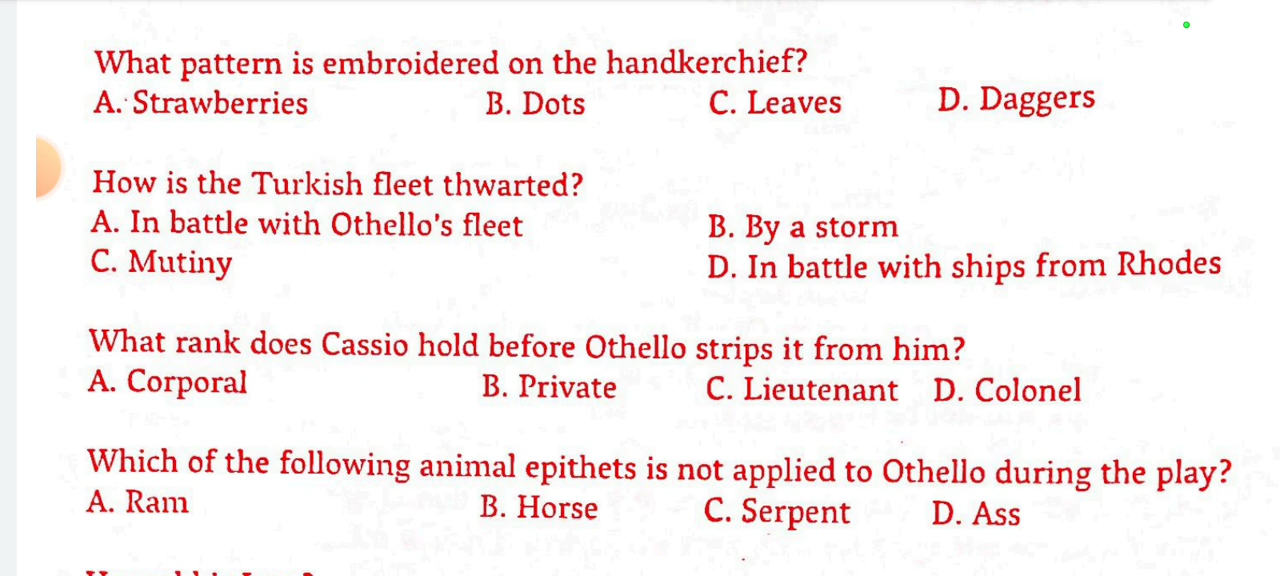 What pattern is embroidered on the handkerchief?
A. Strawberries B. Dots C. Leaves D. Daggers
How is the Turkish fleet thwarted?
A. In battle with Othello's fleet B. By a storm
C. Mutiny D. In battle with ships from Rhodes
What rank does Cassio hold before Othello strips it from him?
A. Corporal B. Private C. Lieutenant D. Colonel
Which of the following animal epithets is not applied to Othello during the play?
A. Ram B. Horse C. Serpent D. Ass